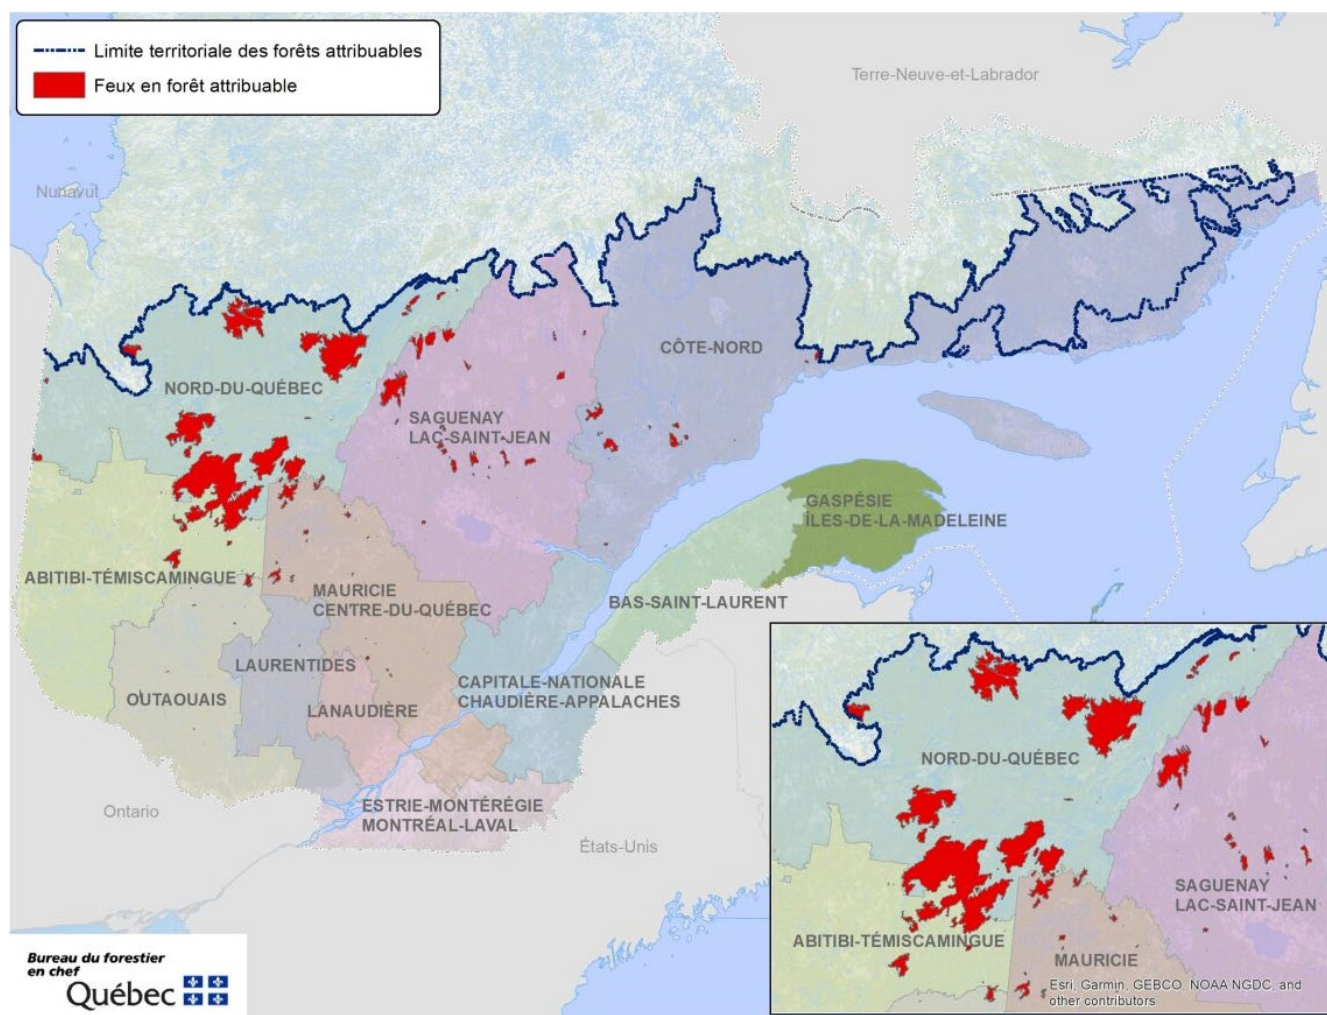 Limite territoriale des forêts attribuables
Feux en forêt attribuable
Terre-Neuve-et-Labrador
Nunavut
CÔTE-NORD
NORD-DU-QUÉBEC
SAGUENAY
LAC-SAINT-JEAN
GASPÉSIE
ÎLES-DE-LA-MADELEINE
ABITIBI-TÉMISCAMINGUE
MAURICIE
CENTRE-DU-QUÉBEC
BAS-SAINT-LAURENT
LAURENTIDES
OUTAOUAIS
LANAUDIÈRE
CAPITALE-NATIONALE
CHAUDIÈRE-APPALACHES
Ontario
ESTRIE-MONTÉRÉGIE
MONTRÉAL-LAVAL
États-Unis
NORD-DU-QUÉBEC
SAGUENAY
LAC-SAINT-JEAN
ABITIBI-TÉMISCAMINGUE
MAURICIE
Esri, Garmin, GEBCO, NOAA NGDC, and
other contributors
Bureau du forestier
en chef
Québec